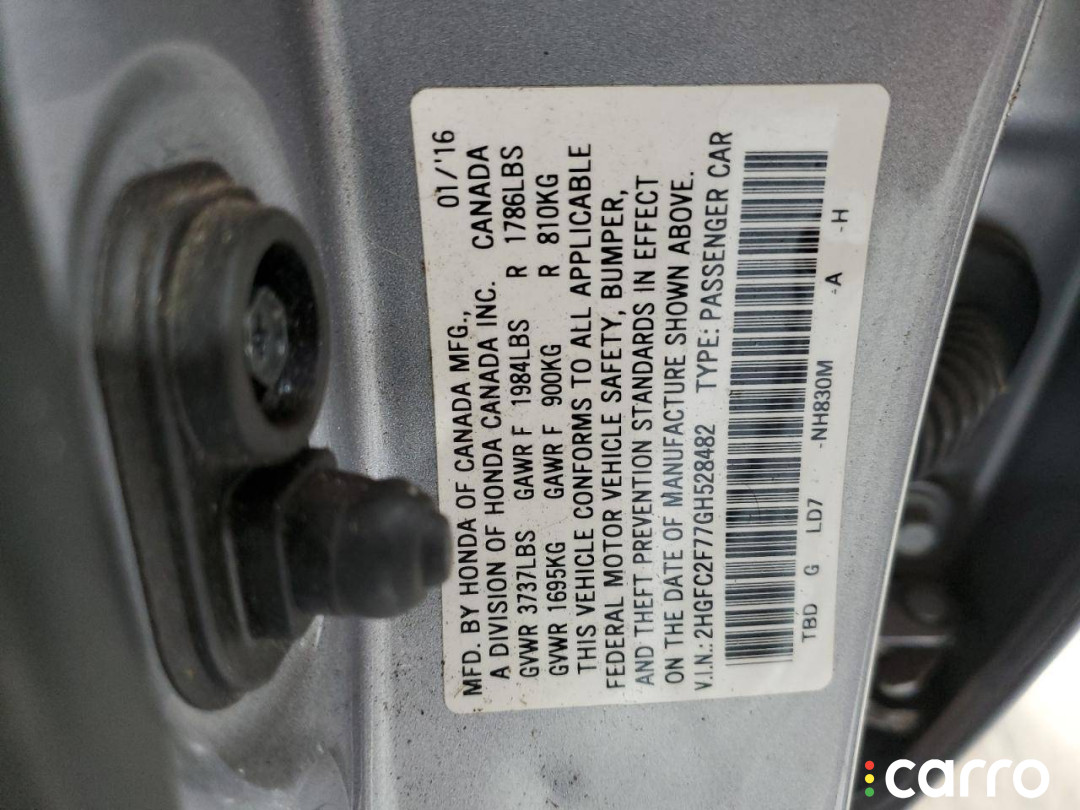 MFD. BY HONDA OF CANADA MFG., 01/'16
A DIVISION OF HONDA CANADA INC. CANADA
GVWR 3737LBS GAWR F 1984LBS R 1786LBS
GVWR 1695KG GAWR F 900KG R 810KG
THIS VEHICLE CONFORMS TO ALL APPLICABLE
FEDERAL MOTOR VEHICLE SAFETY, BUMPER,
AND THEFT PREVENTION STANDARDS IN EFFECT
ON THE DATE OF MANUFACTURE SHOWN ABOVE.
V.I.N.: 2HGFC2F77GH528482 TYPE: PASSENGER CAR
TBD G LD7 -NH830M -A -H
carro